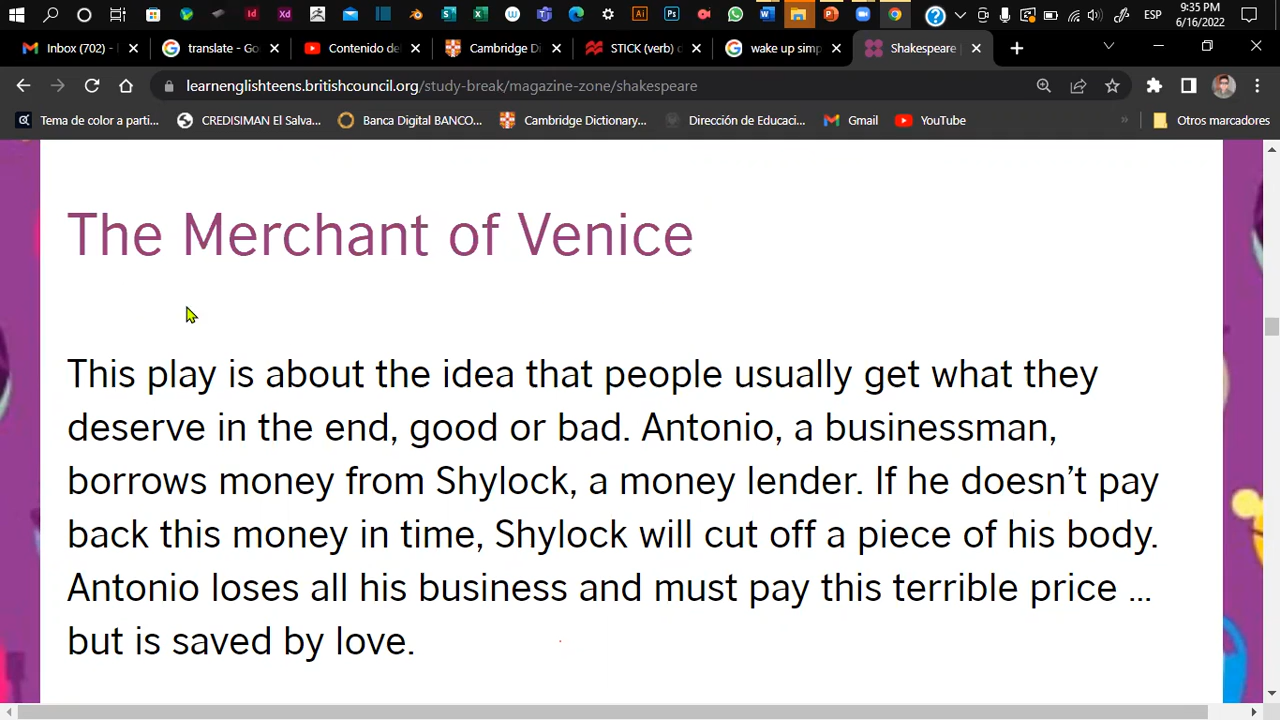 9:35 PM
ESP
6/16/2022
Inbox (702) -
translate - Go
Contenido de
Cambridge Di
STICK (verb) c
wake up simp
Shakespeare
learnenglishteens.britishcouncil.org/study-break/magazine-zone/shakespeare
Tema de color a parti... CREDISIMAN El Salva... Banca Digital BANCO... Cambridge Dictionary... Dirección de Educaci... Gmail YouTube » Otros marcadores
The Merchant of Venice
This play is about the idea that people usually get what they
deserve in the end, good or bad. Antonio, a businessman,
borrows money from Shylock, a money lender. If he doesn’t pay
back this money in time, Shylock will cut off a piece of his body.
Antonio loses all his business and must pay this terrible price ...
but is saved by love.